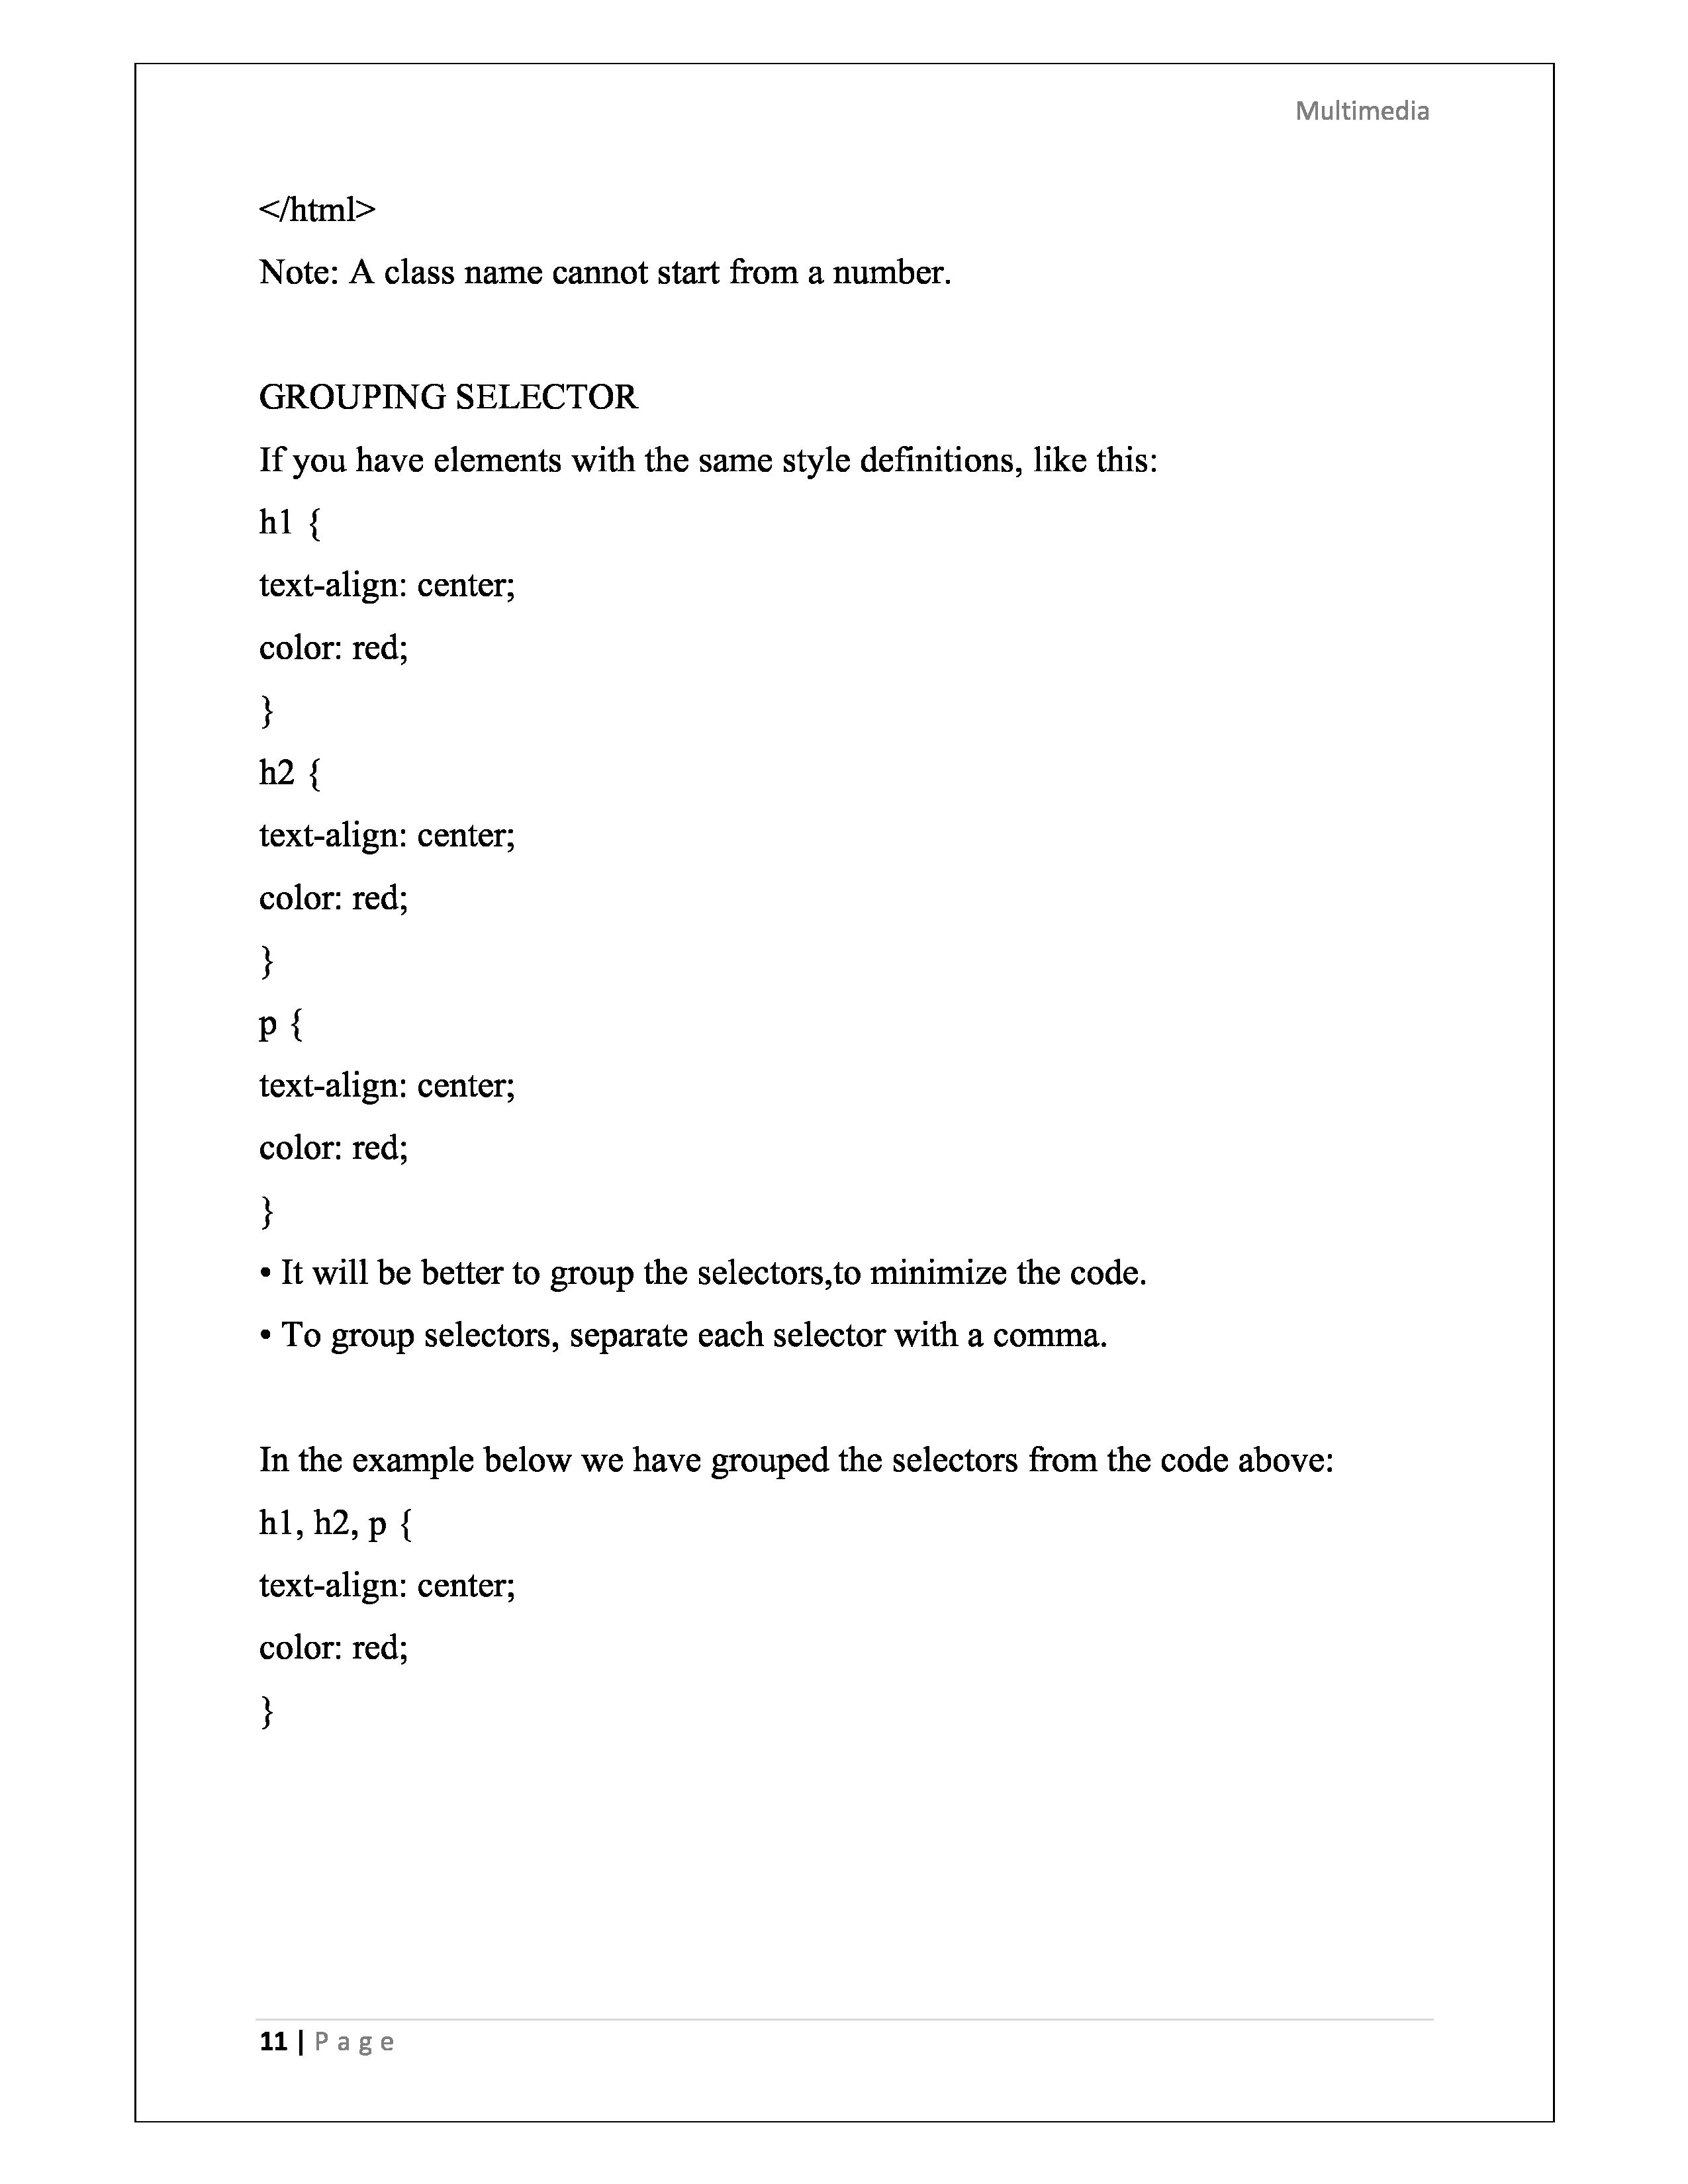 Multimedia
</html>
Note: A class name cannot start from a number.
GROUPING SELECTOR
If you have elements with the same style definitions, like this:
h1 {
text-align: center;
color: red;
}
h2 {
text-align: center;
color: red;
}
p {
text-align: center;
color: red;
}
• It will be better to group the selectors,to minimize the code.
• To group selectors, separate each selector with a comma.
In the example below we have grouped the selectors from the code above:
h1, h2, p {
text-align: center;
color: red;
}
11 | Page